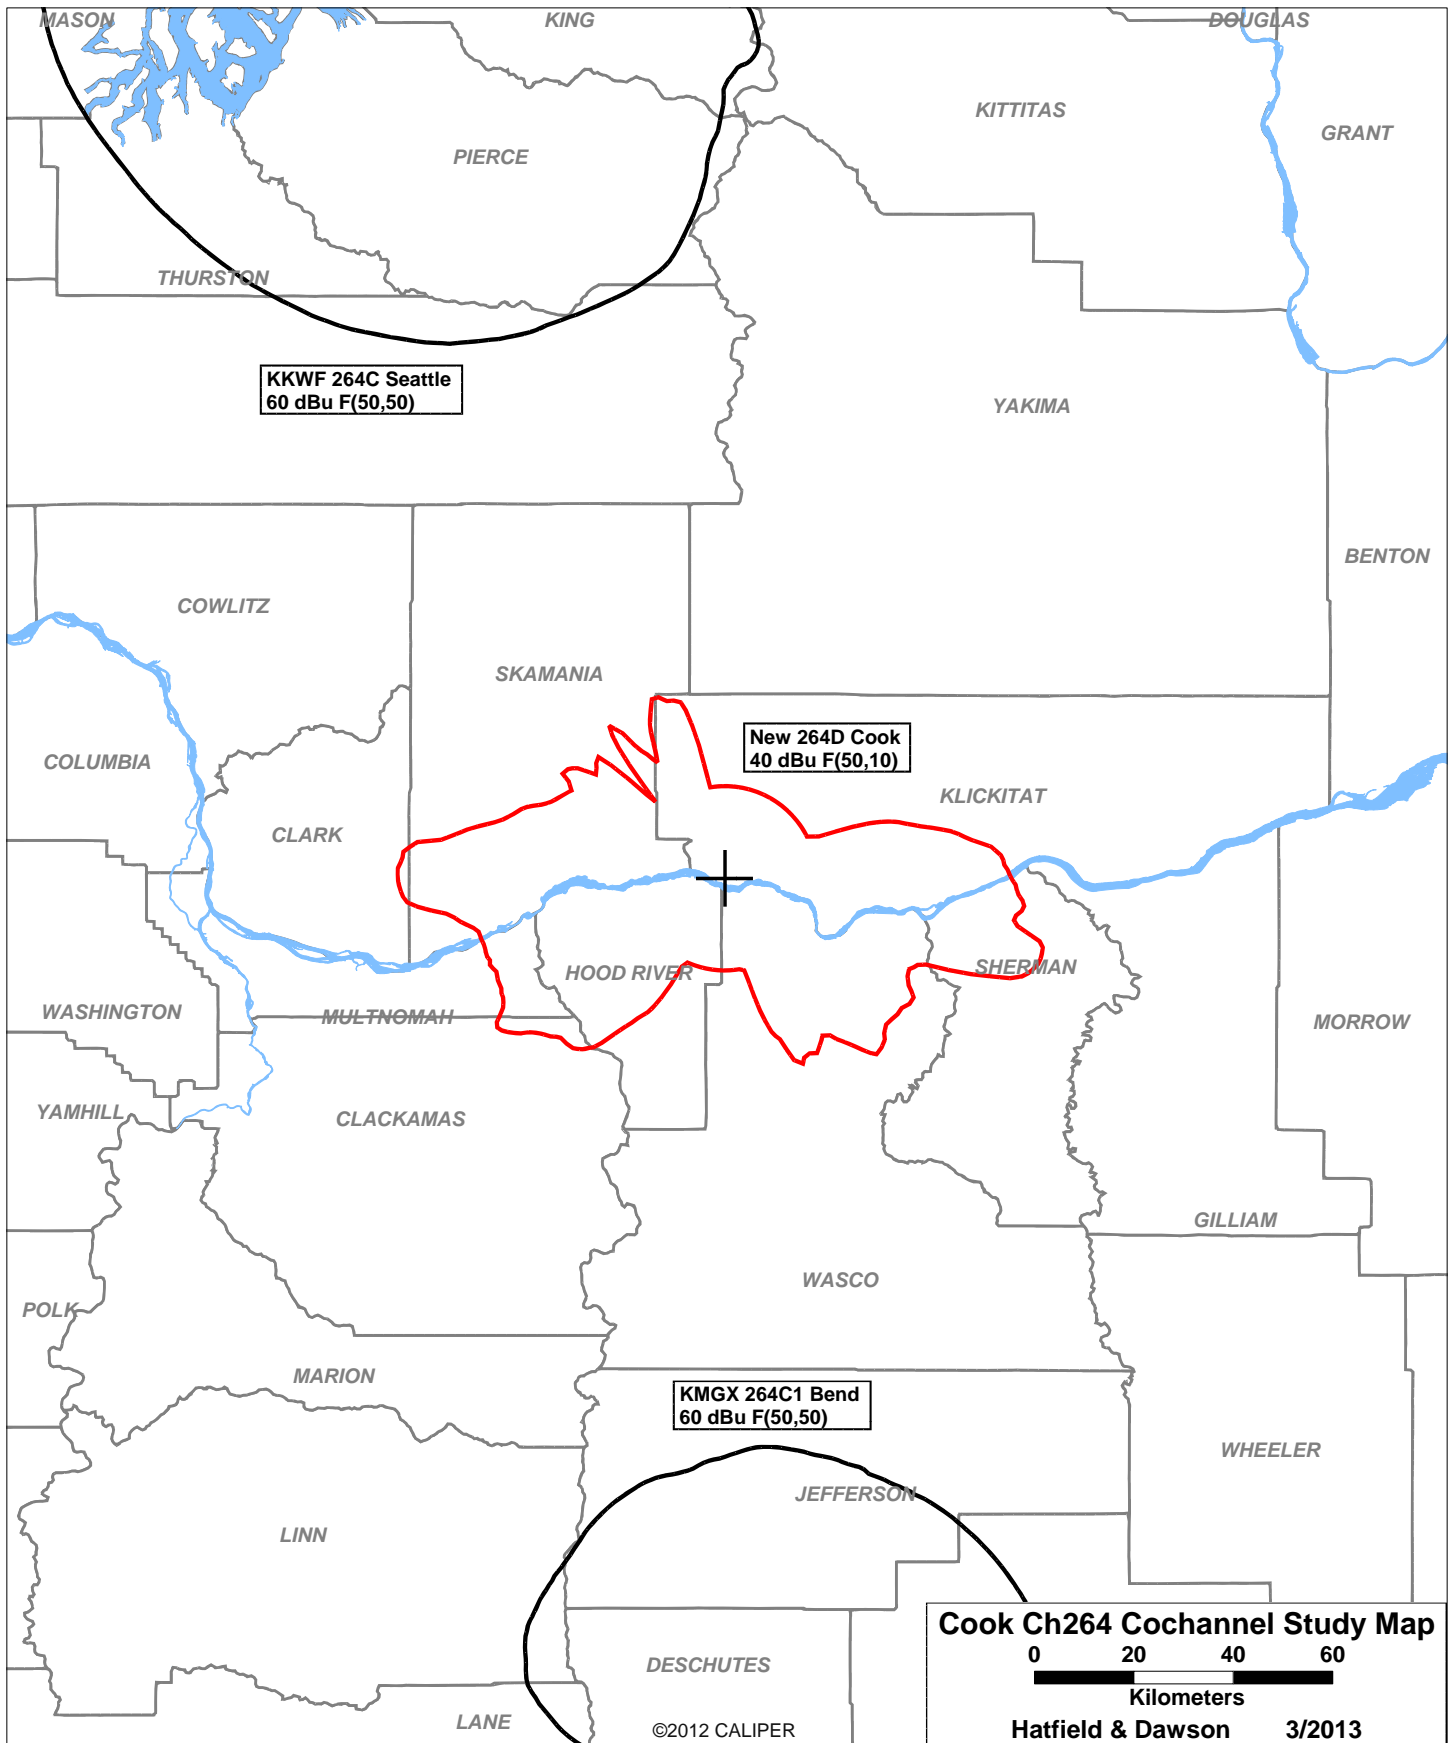 MASON
KING
DOUGLAS
KITTITAS
GRANT
PIERCE
THURSTON
KKWF 264C Seattle
60 dBu F(50,50)
YAKIMA
BENTON
COWLITZ
SKAMANIA
New 264D Cook
40 dBu F(50,10)
COLUMBIA
KLICKITAT
CLARK
HOOD RIVER
SHERMAN
WASHINGTON
MULTNOMAH
MORROW
YAMHILL
CLACKAMAS
GILLIAM
WASCO
POLK
MARION
KMGX 264C1 Bend
60 dBu F(50,50)
WHEELER
JEFFERSON
LINN
DESCHUTES
LANE
©2012 CALIPER
Cook Ch264 Cochannel Study Map
0 20 40 60
Kilometers
Hatfield & Dawson 3/2013